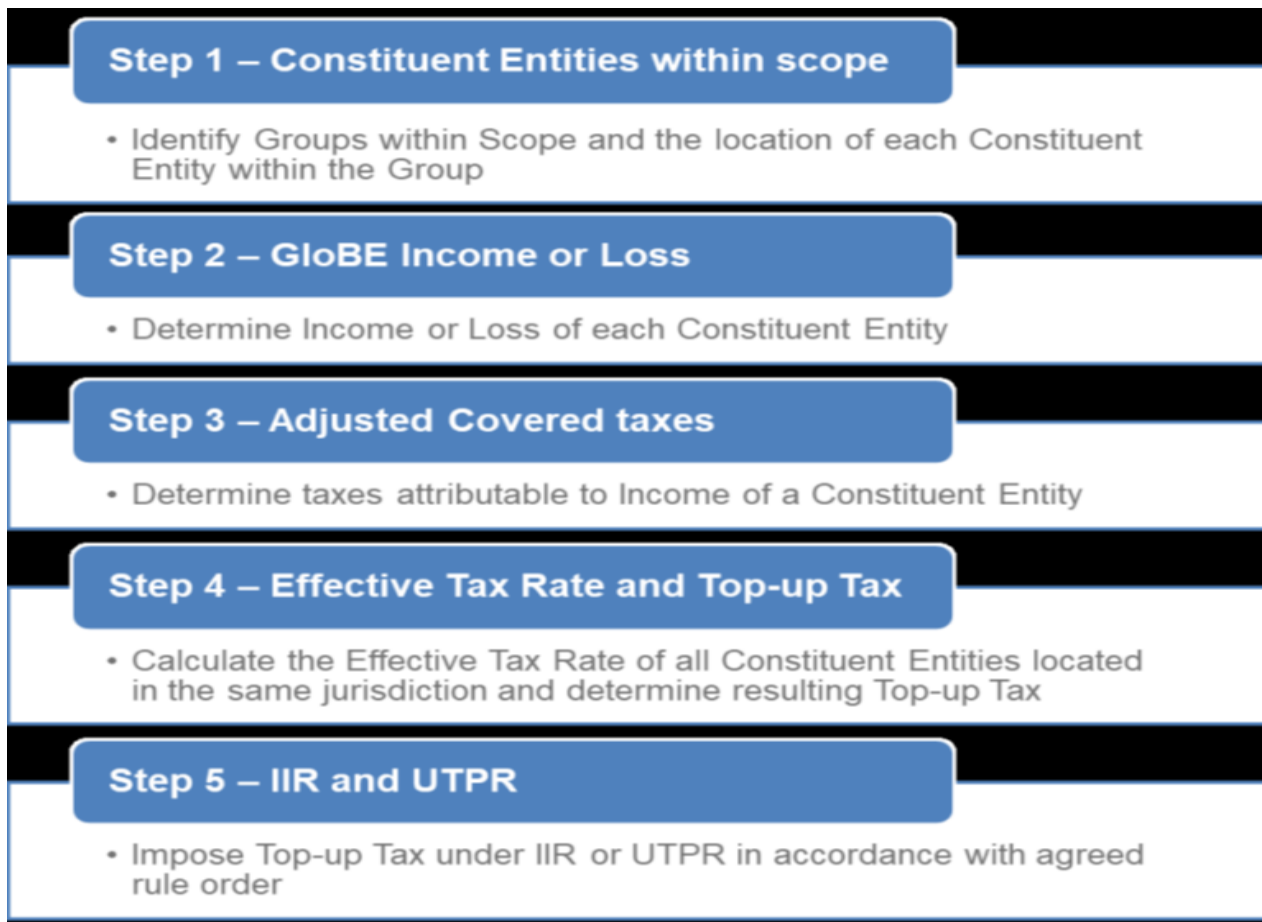 Step 1 – Constituent Entities within scope
• Identify Groups within Scope and the location of each Constituent
Entity within the Group
Step 2 – GloBE Income or Loss
• Determine Income or Loss of each Constituent Entity
Step 3 – Adjusted Covered taxes
• Determine taxes attributable to Income of a Constituent Entity
Step 4 – Effective Tax Rate and Top-up Tax
• Calculate the Effective Tax Rate of all Constituent Entities located
in the same jurisdiction and determine resulting Top-up Tax
Step 5 – IIR and UTPR
• Impose Top-up Tax under IIR or UTPR in accordance with agreed
rule order